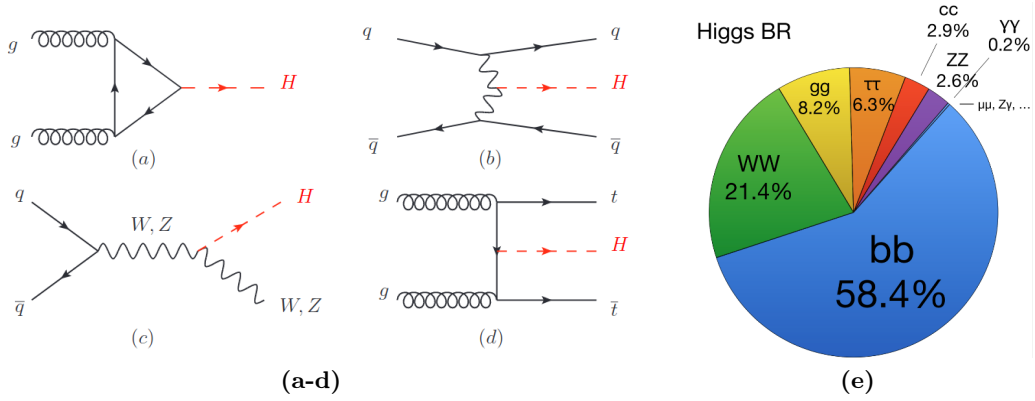 g
g
H
(a)
q
q
H
q̅
q̅
(b)
q
q̅
W, Z
H
W, Z
(c)
g
g
t
H
t̅
(d)
(a-d)
Higgs BR
bb
58.4%
WW
21.4%
gg
8.2%
ττ
6.3%
cc
2.9%
ZZ
2.6%
γγ
0.2%
μμ, Zγ, ...
(e)